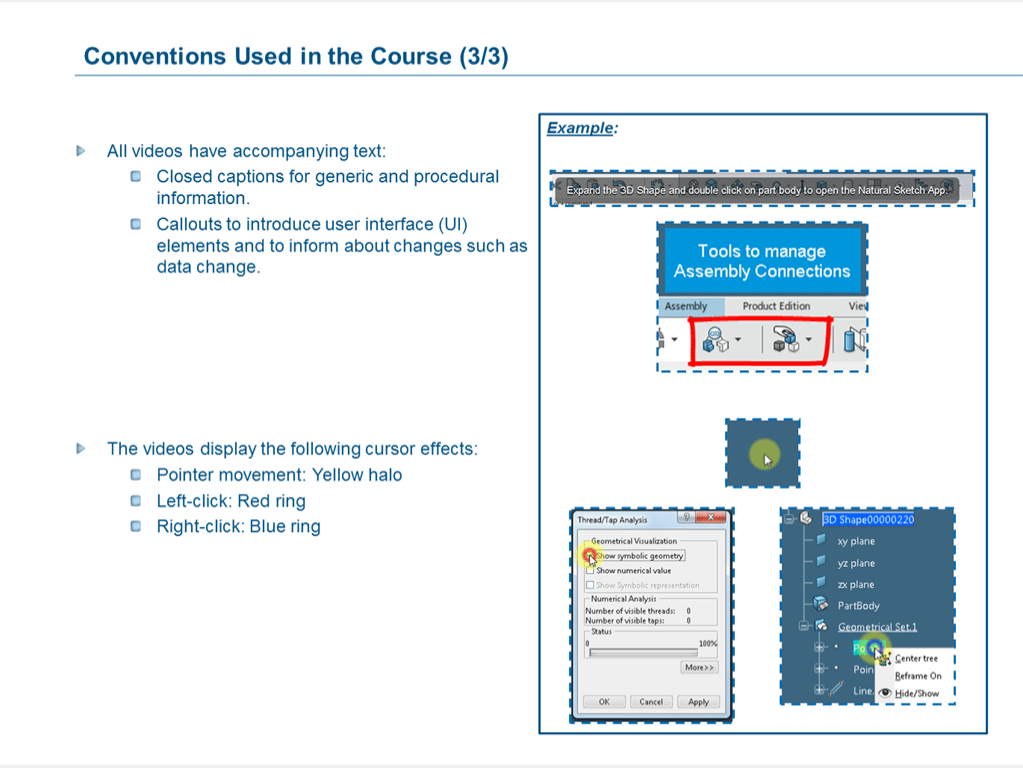 Conventions Used in the Course (3/3)
All videos have accompanying text:
Closed captions for generic and procedural
information.
Callouts to introduce user interface (UI)
elements and to inform about changes such as
data change.
The videos display the following cursor effects:
Pointer movement: Yellow halo
Left-click: Red ring
Right-click: Blue ring
Example:
Expand the 3D Shape and double click on part body to open the Natural Sketch App.
Tools to manage
Assembly Connections
Assembly Product Edition View
Thread/Tap Analysis
Geometrical Visualization
Show symbolic geometry
Show numerical value
Show Symbolic representation
Numerical Analysis
Number of visible threads: 0
Number of visible taps: 0
Status
0 100%
More>>
OK Cancel Apply
3D Shape00000220
xy plane
yz plane
zx plane
PartBody
Geometrical Set.1
Po
Center tree
Poin
Reframe On
Line.
Hide/Show